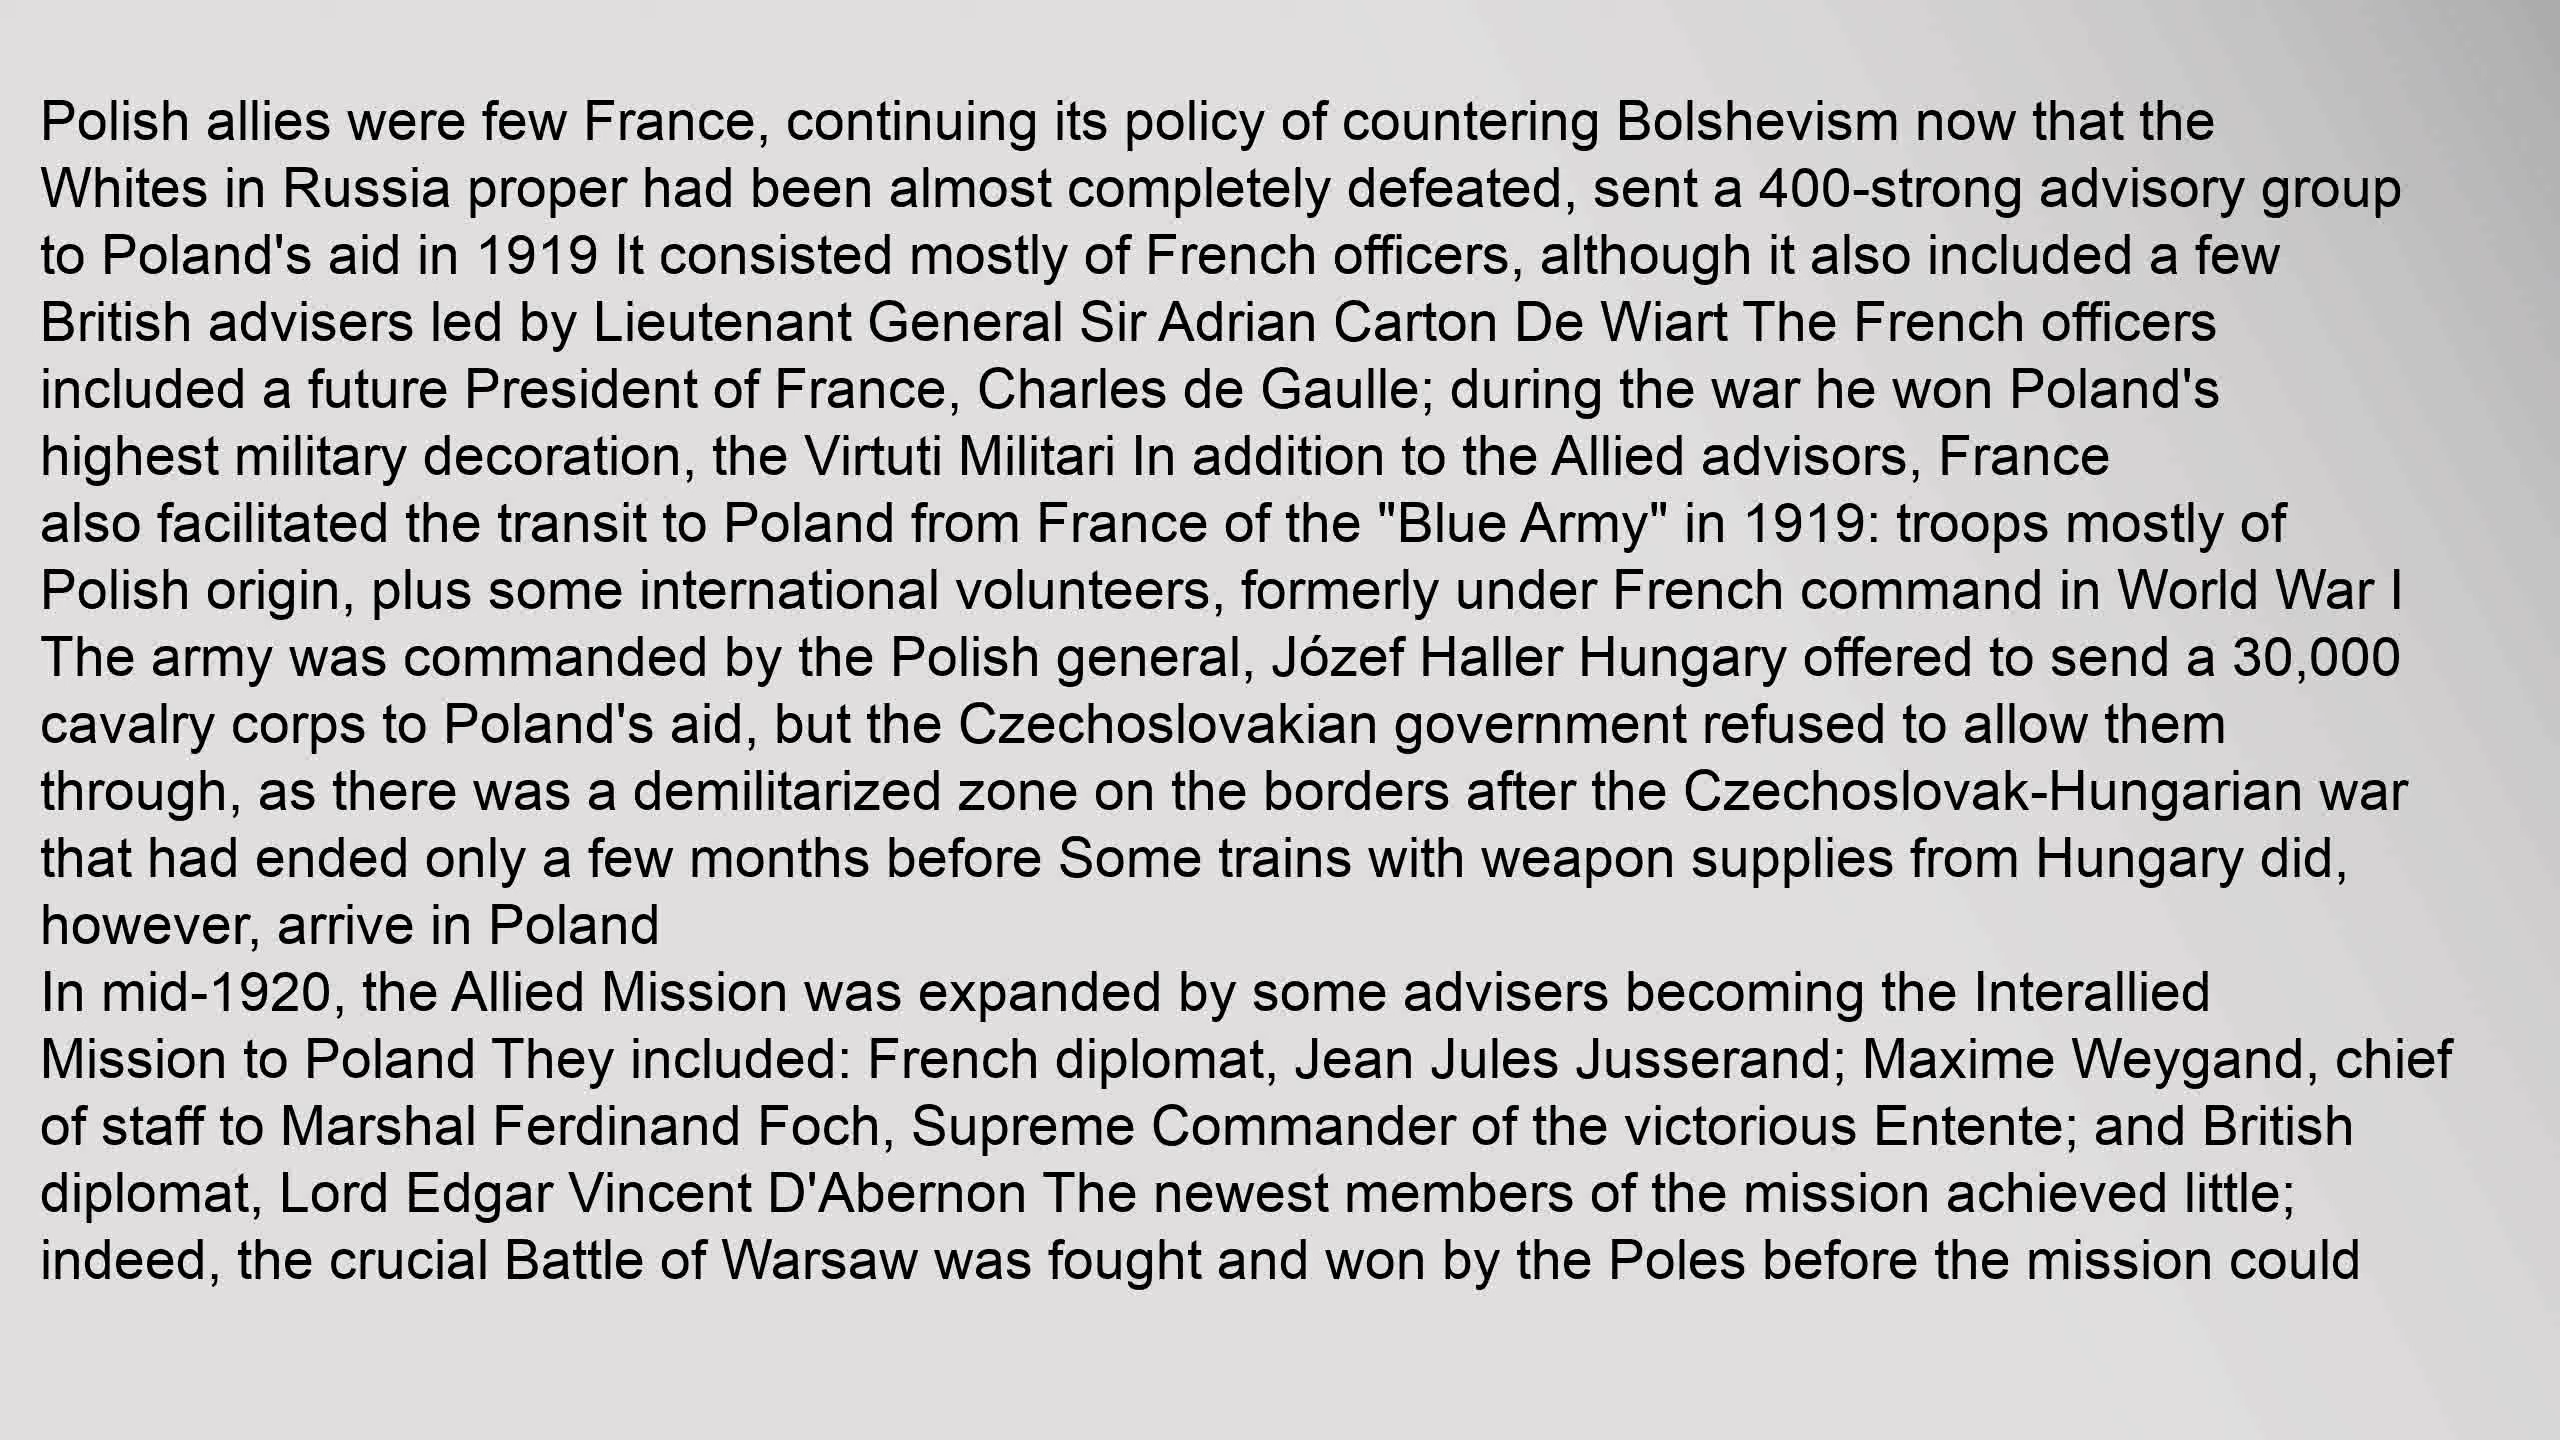 Polish allies were few France, continuing its policy of countering Bolshevism now that the
Whites in Russia proper had been almost completely defeated, sent a 400-strong advisory group
to Poland's aid in 1919 It consisted mostly of French officers, although it also included a few
British advisers led by Lieutenant General Sir Adrian Carton De Wiart The French officers
included a future President of France, Charles de Gaulle; during the war he won Poland's
highest military decoration, the Virtuti Militari In addition to the Allied advisors, France
also facilitated the transit to Poland from France of the "Blue Army" in 1919: troops mostly of
Polish origin, plus some international volunteers, formerly under French command in World War I
The army was commanded by the Polish general, Józef Haller Hungary offered to send a 30,000
cavalry corps to Poland's aid, but the Czechoslovakian government refused to allow them
through, as there was a demilitarized zone on the borders after the Czechoslovak-Hungarian war
that had ended only a few months before Some trains with weapon supplies from Hungary did,
however, arrive in Poland
In mid-1920, the Allied Mission was expanded by some advisers becoming the Interallied
Mission to Poland They included: French diplomat, Jean Jules Jusserand; Maxime Weygand, chief
of staff to Marshal Ferdinand Foch, Supreme Commander of the victorious Entente; and British
diplomat, Lord Edgar Vincent D'Abernon The newest members of the mission achieved little;
indeed, the crucial Battle of Warsaw was fought and won by the Poles before the mission could